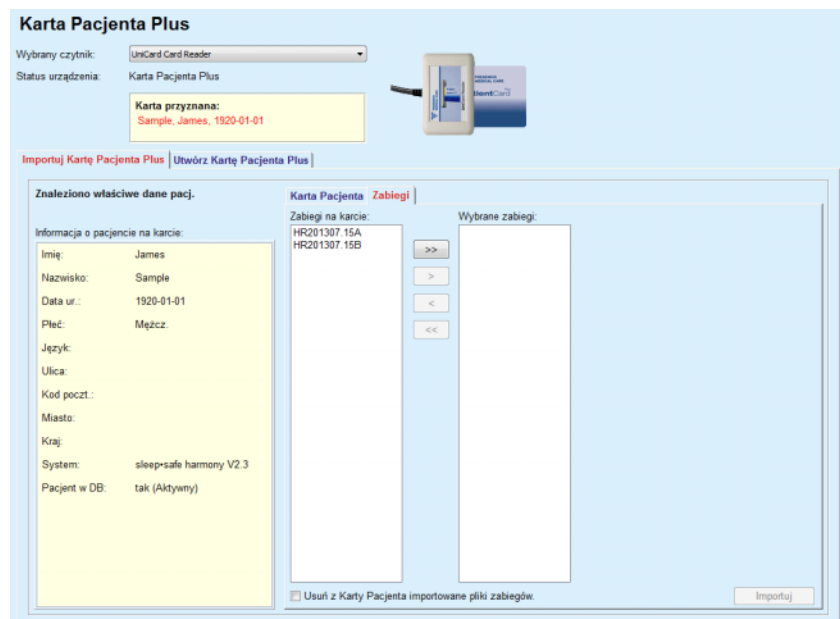 Karta Pacjenta Plus
Wybrany czytnik: UniCard Card Reader
Status urządzenia: Karta Pacjenta Plus
Karta przyznana:
Sample, James, 1920-01-01
FRESENIUS
MEDICAL CARE
tientCard
Importuj Kartę Pacjenta Plus Utwórz Kartę Pacjenta Plus
Znaleziono właściwe dane pacj.
Informacja o pacjencie na karcie:
Imię: James
Nazwisko: Sample
Data ur.: 1920-01-01
Płeć: Mężcz.
Język:
Ulica:
Kod poczt.:
Miasto:
Kraj:
System: sleep•safe harmony V2.3
Pacjent w DB: tak (Aktywny)
Karta Pacjenta Zabiegi
Zabiegi na karcie: Wybrane zabiegi:
HR201307.15A
HR201307.15B
>>
>
<
<<
Usuń z Karty Pacjenta importowane pliki zabiegów.
Importuj